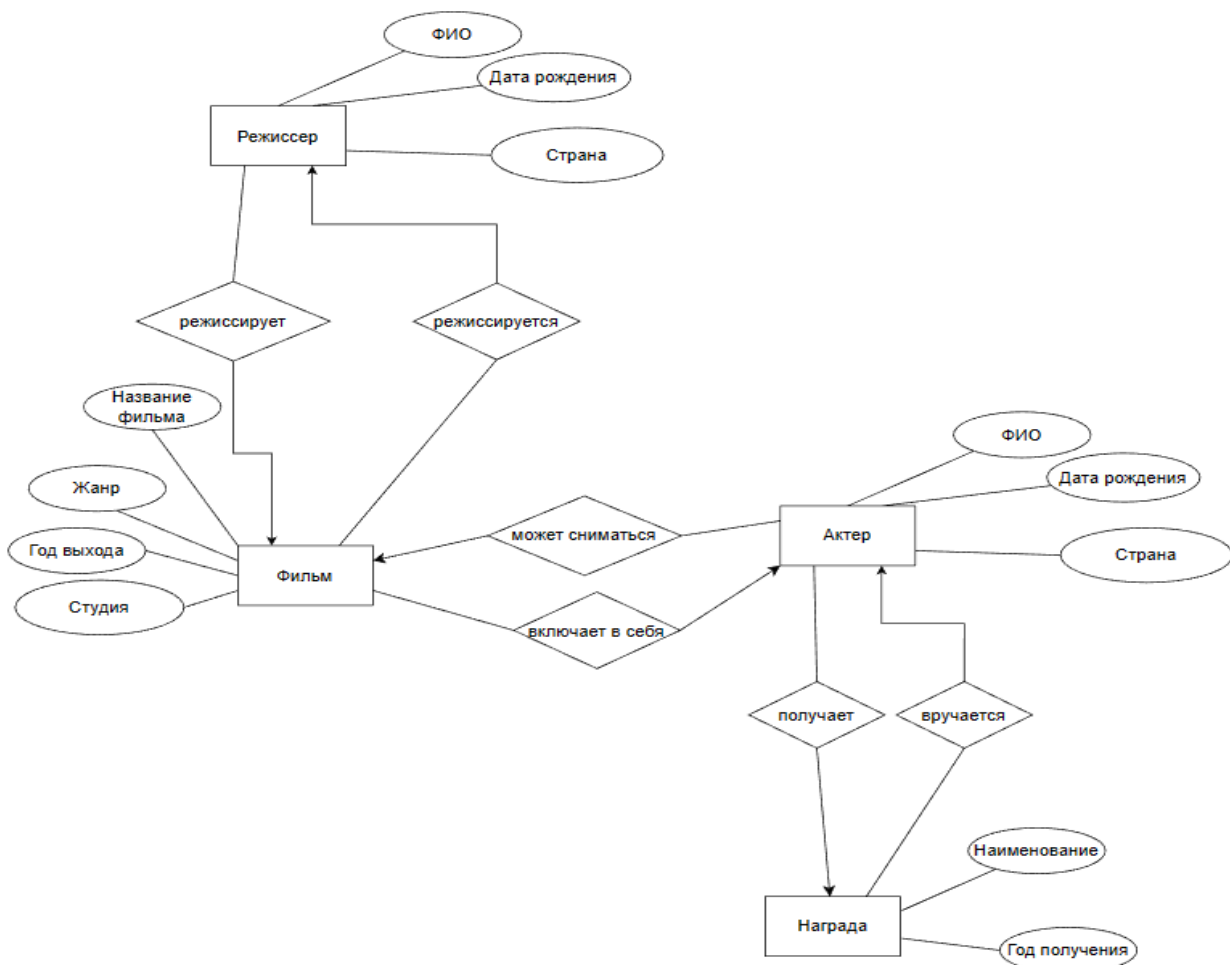 ФИО
Дата рождения
Режиссер
Страна
режиссирует
режиссируется
Название
фильма
ФИО
Жанр
Дата рождения
может сниматься
Актер
Год выхода
Страна
Фильм
Студия
включает в себя
получает
вручается
Наименование
Награда
Год получения